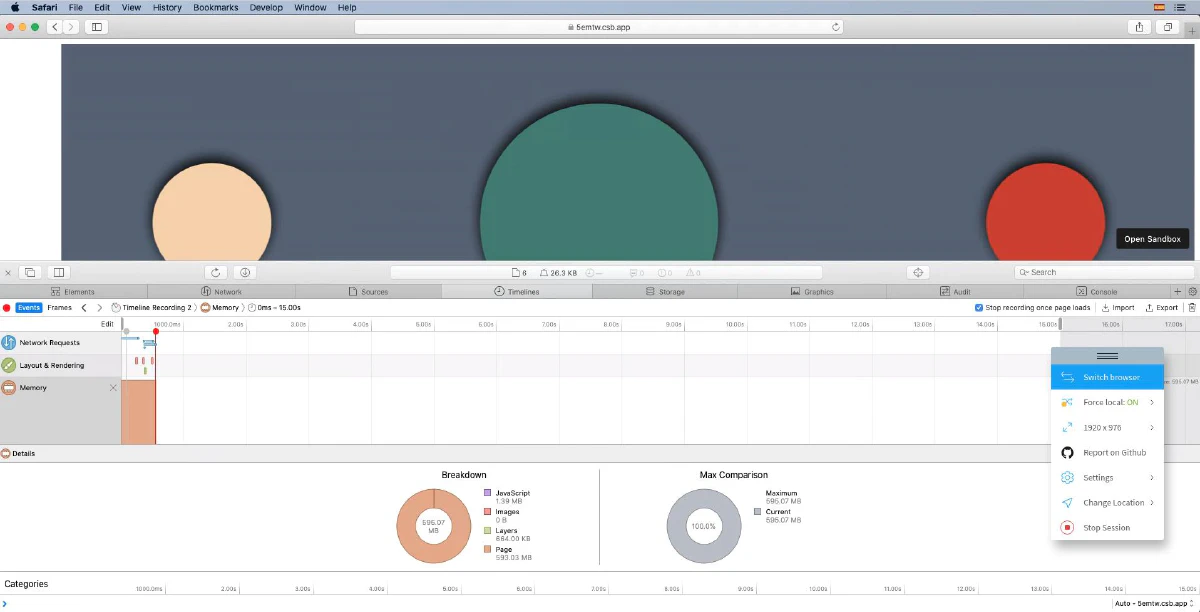 Safari File Edit View History Bookmarks Develop Window Help
5emtw.csb.app
Open Sandbox
6 26.3 KB — 0 0 0 Search
Elements Network Sources Timelines Storage Graphics Audit Console
Events Frames Timeline Recording 2 Memory 0ms – 15.00s Stop recording once page loads Import Export
Edit 1000.0ms 2.00s 3.00s 4.00s 5.00s 6.00s 7.00s 8.00s 9.00s 10.00s 11.00s 12.00s 13.00s 14.00s 15.00s 16.00s 17.00s
Network Requests
Layout & Rendering
Memory
595.07 MB
Switch browser
Force local: ON
1920 x 976
Report on Github
Settings
Change Location
Stop Session
Details
Breakdown
595.07
MB
JavaScript
1.39 MB
Images
0 B
Layers
664.00 KB
Page
593.03 MB
Max Comparison
100.0%
Maximum
595.07 MB
Current
595.07 MB
Categories
1000.0ms 2.00s 3.00s 4.00s 5.00s 6.00s 7.00s 8.00s 9.00s 10.00s 11.00s 12.00s 13.00s 14.00s 15.00s
Auto - 5emtw.csb.app